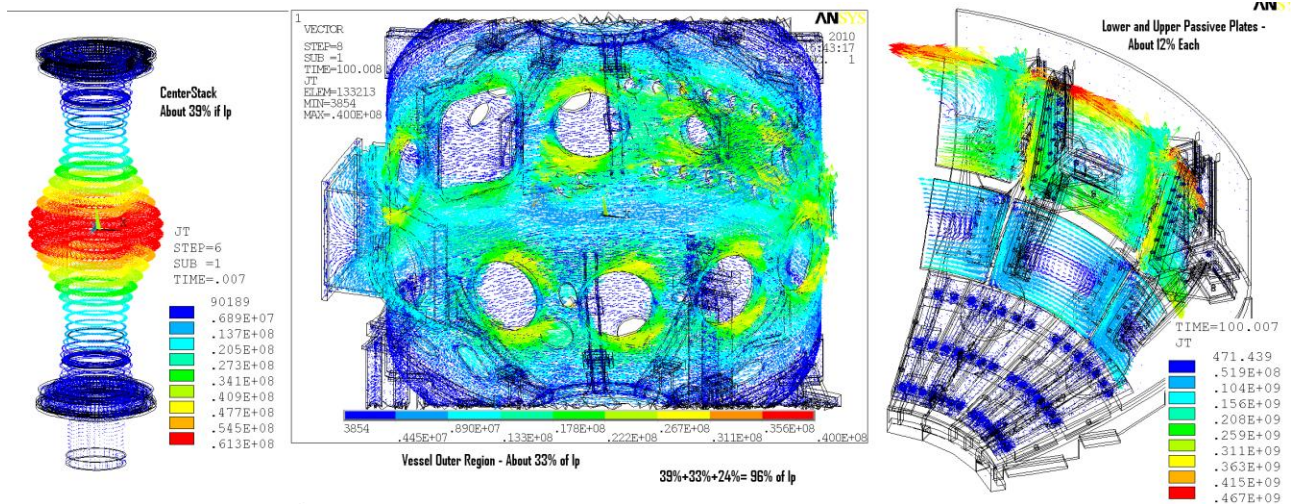 CenterStack
About 39% if Ip
JT
STEP=6
SUB =1
TIME=.007
90189
.689E+07
.137E+08
.205E+08
.273E+08
.341E+08
.409E+08
.477E+08
.545E+08
.613E+08
1
VECTOR
STEP=8
SUB =1
TIME=100.008
JT
ELEM=133213
MIN=3854
MAX=.400E+08
ANSYS
2010
3854
.445E+07
.890E+07
.133E+08
.178E+08
.222E+08
.267E+08
.311E+08
.356E+08
.400E+08
Vessel Outer Region - About 33% of Ip
39%+33%+24%= 96% of Ip
Lower and Upper Passivee Plates -
About 12% Each
TIME=100.007
JT
471.439
.519E+08
.104E+09
.156E+09
.208E+09
.259E+09
.311E+09
.363E+09
.415E+09
.467E+09